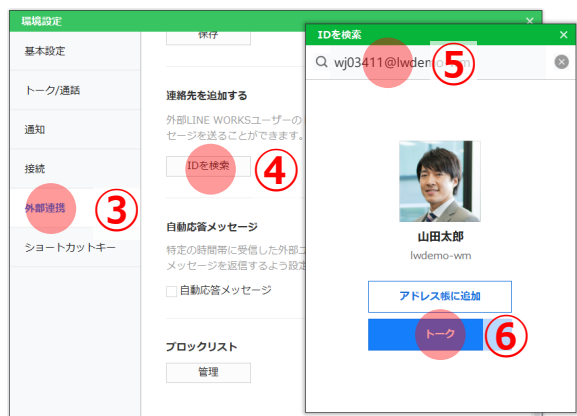 環境設定
基本設定
トーク/通話
通知
接続
外部連携
③
ショートカットキー
保存
連絡先を追加する
外部LINE WORKSユーザーの
セージを送ることができます。
IDを検索
④
自動応答メッセージ
特定の時間帯に受信した外部ユ
メッセージを返信するよう設定
自動応答メッセージ
ブロックリスト
管理
IDを検索
wj03411@lwdemo-wm
⑤
山田太郎
lwdemo-wm
アドレス帳に追加
トーク
⑥